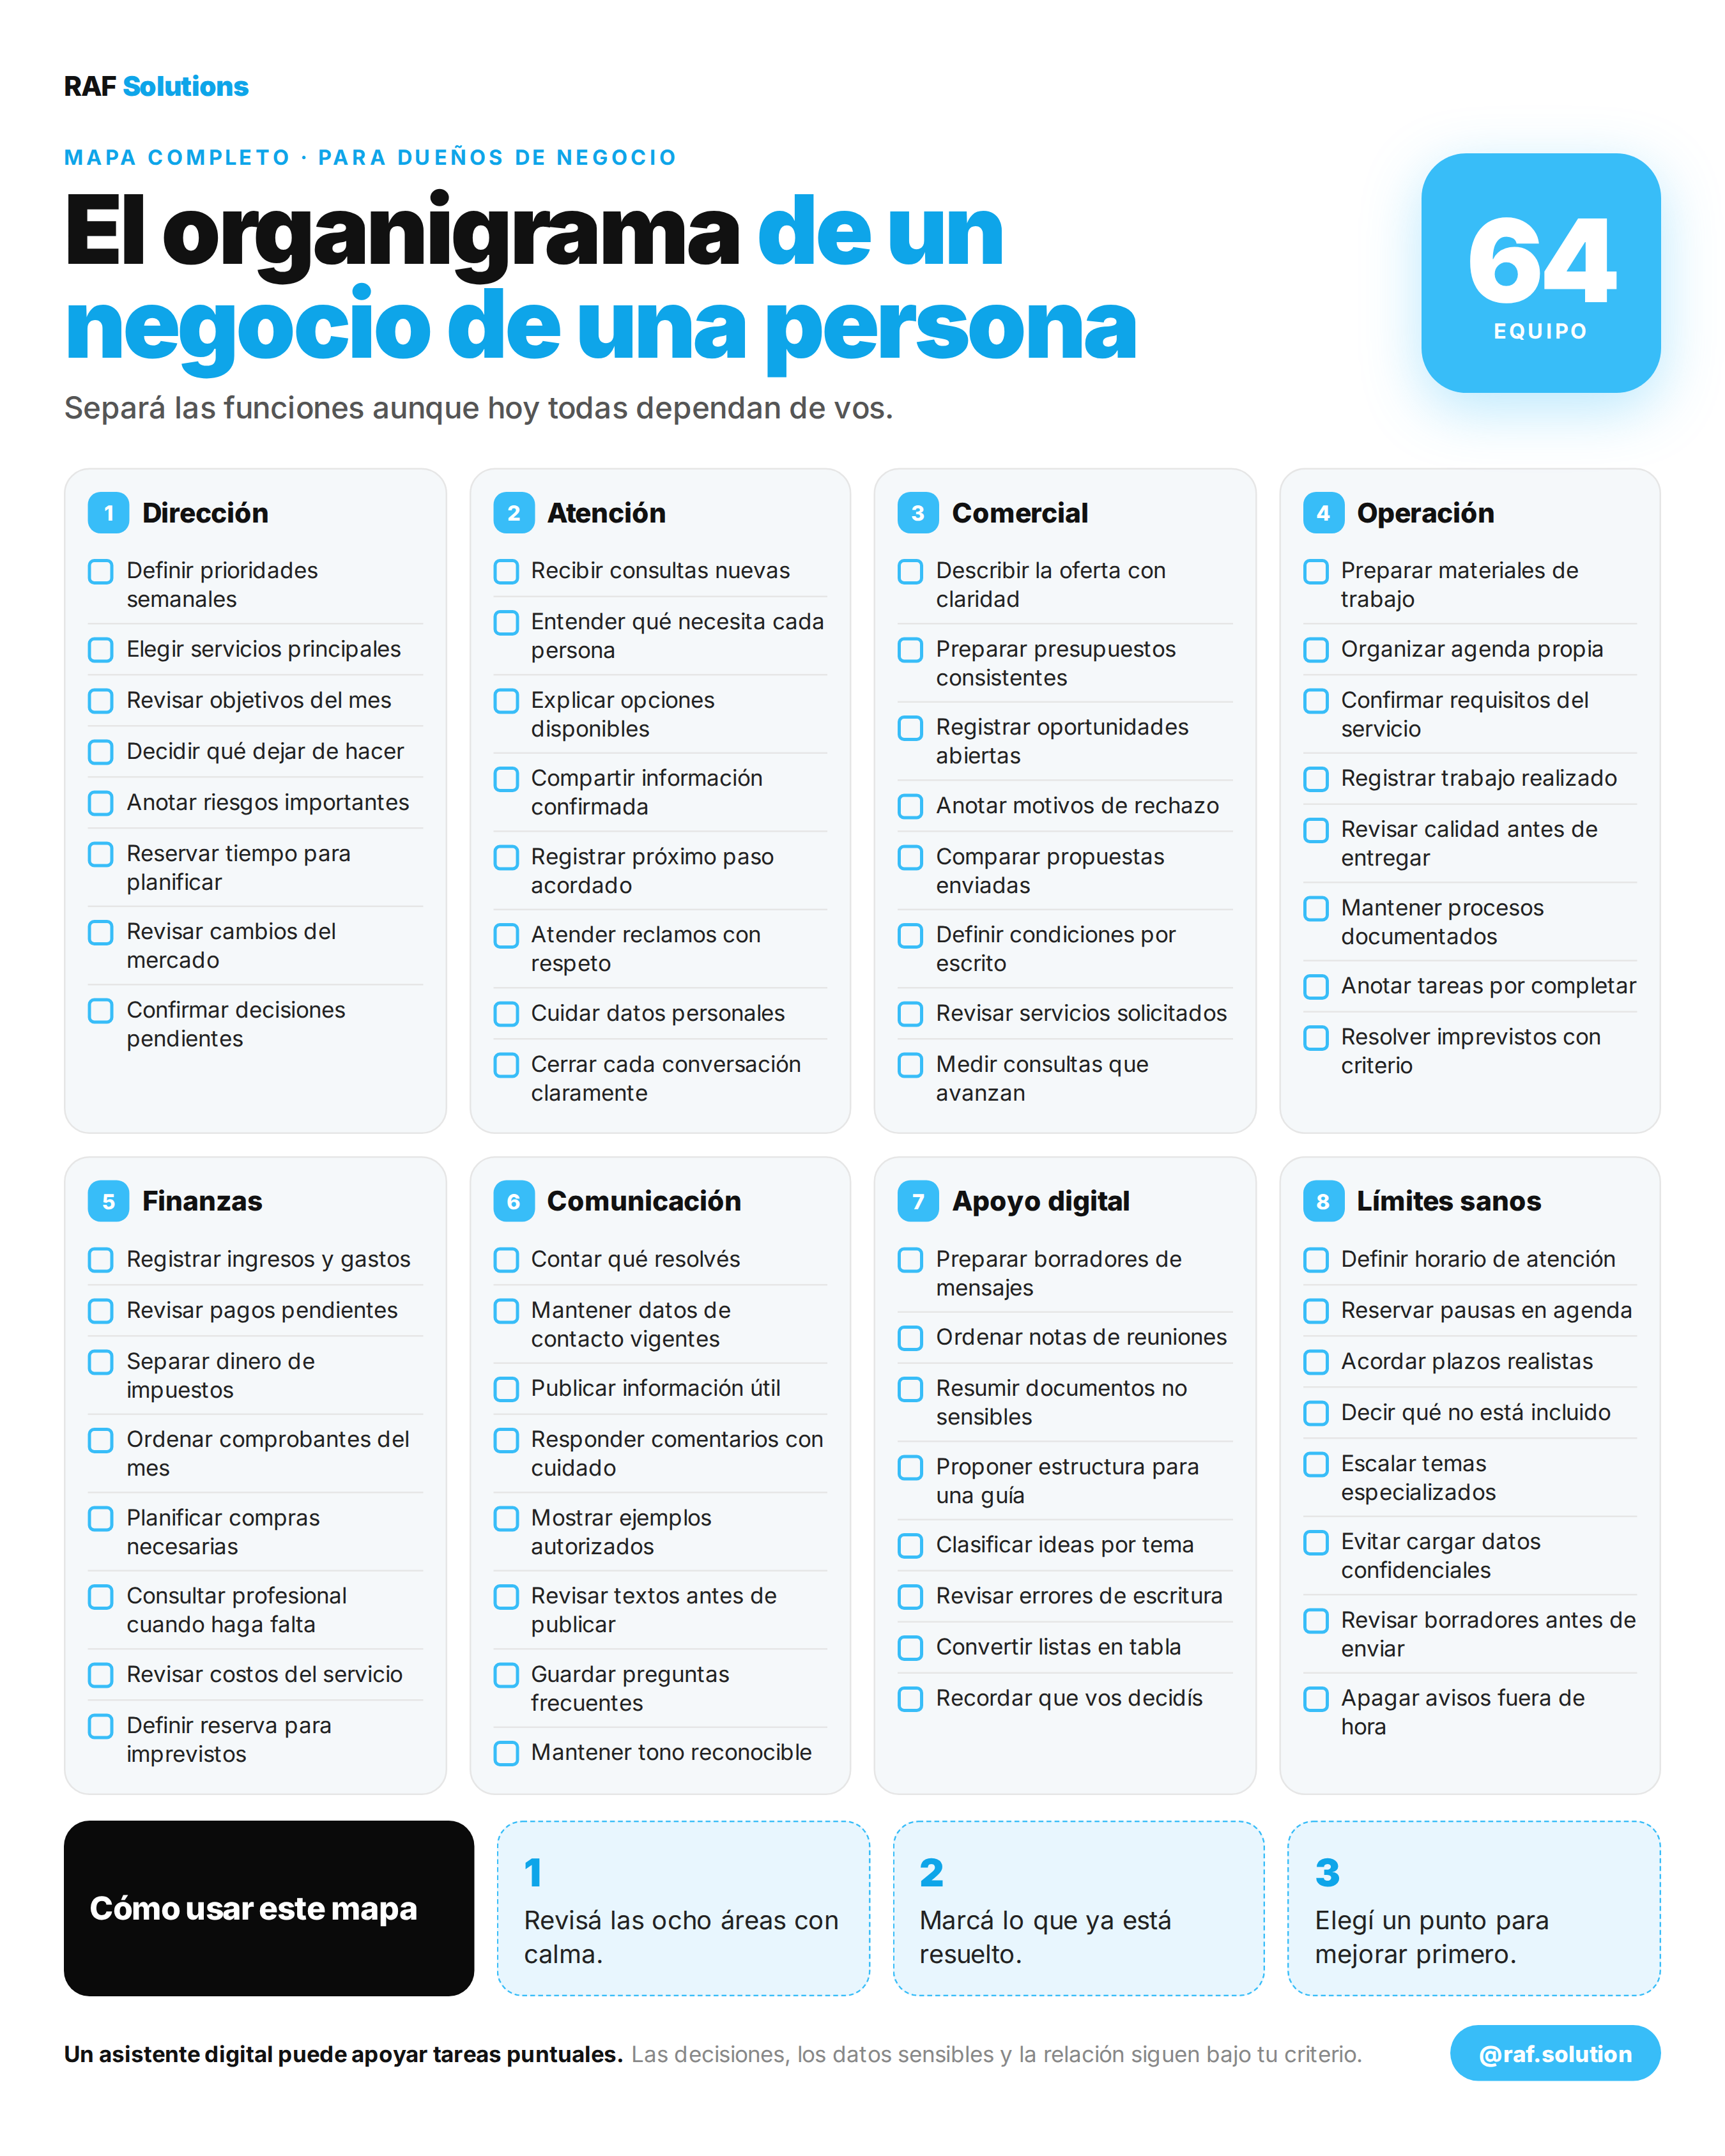 RAF Solutions
MAPA COMPLETO · PARA DUEÑOS DE NEGOCIO
El organigrama de un
negocio de una persona
Separá las funciones aunque hoy todas dependan de vos.
64
EQUIPO
1 Dirección
Definir prioridades
semanales
Elegir servicios principales
Revisar objetivos del mes
Decidir qué dejar de hacer
Anotar riesgos importantes
Reservar tiempo para
planificar
Revisar cambios del
mercado
Confirmar decisiones
pendientes
2 Atención
Recibir consultas nuevas
Entender qué necesita cada
persona
Explicar opciones
disponibles
Compartir información
confirmada
Registrar próximo paso
acordado
Atender reclamos con
respeto
Cuidar datos personales
Cerrar cada conversación
claramente
3 Comercial
Describir la oferta con
claridad
Preparar presupuestos
consistentes
Registrar oportunidades
abiertas
Anotar motivos de rechazo
Comparar propuestas
enviadas
Definir condiciones por
escrito
Revisar servicios solicitados
Medir consultas que
avanzan
4 Operación
Preparar materiales de
trabajo
Organizar agenda propia
Confirmar requisitos del
servicio
Registrar trabajo realizado
Revisar calidad antes de
entregar
Mantener procesos
documentados
Anotar tareas por completar
Resolver imprevistos con
criterio
5 Finanzas
Registrar ingresos y gastos
Revisar pagos pendientes
Separar dinero de
impuestos
Ordenar comprobantes del
mes
Planificar compras
necesarias
Consultar profesional
cuando haga falta
Revisar costos del servicio
Definir reserva para
imprevistos
6 Comunicación
Contar qué resolvés
Mantener datos de
contacto vigentes
Publicar información útil
Responder comentarios con
cuidado
Mostrar ejemplos
autorizados
Revisar textos antes de
publicar
Guardar preguntas
frecuentes
Mantener tono reconocible
7 Apoyo digital
Preparar borradores de
mensajes
Ordenar notas de reuniones
Resumir documentos no
sensibles
Proponer estructura para
una guía
Clasificar ideas por tema
Revisar errores de escritura
Convertir listas en tabla
Recordar que vos decidís
8 Límites sanos
Definir horario de atención
Reservar pausas en agenda
Acordar plazos realistas
Decir qué no está incluido
Escalar temas
especializados
Evitar cargar datos
confidenciales
Revisar borradores antes de
enviar
Apagar avisos fuera de
hora
Cómo usar este mapa
1
Revisá las ocho áreas con
calma.
2
Marcá lo que ya está
resuelto.
3
Elegí un punto para
mejorar primero.
Un asistente digital puede apoyar tareas puntuales. Las decisiones, los datos sensibles y la relación siguen bajo tu criterio.
@raf.solution